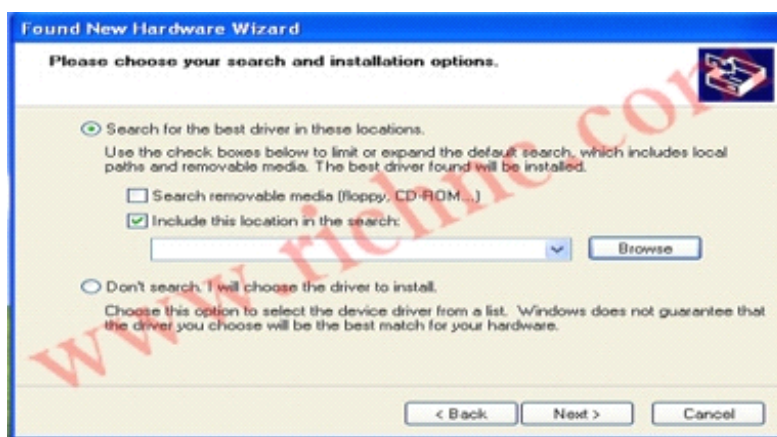 Found New Hardware Wizard
Please choose your search and installation options.
Search for the best driver in these locations.
Use the check boxes below to limit or expand the default search, which includes local
paths and removable media. The best driver found will be installed.
Search removable media (floppy, CD-ROM...)
Include this location in the search:
Browse
Don't search. I will choose the driver to install.
Choose this option to select the device driver from a list. Windows does not guarantee that
the driver you choose will be the best match for your hardware.
< Back
Next >
Cancel
www.richme.com